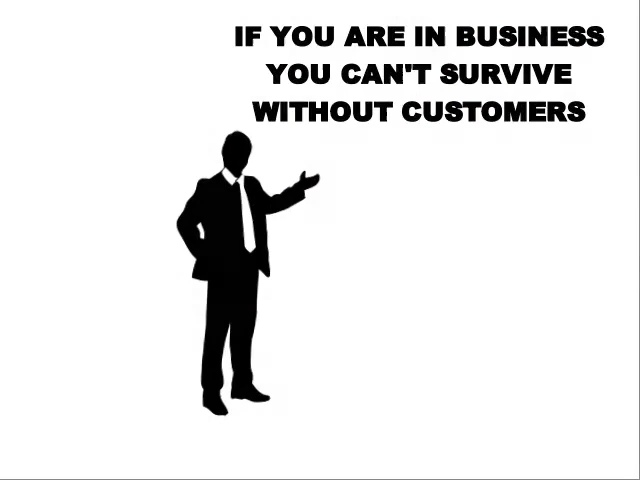 IF YOU ARE IN BUSINESS
YOU CAN'T SURVIVE
WITHOUT CUSTOMERS